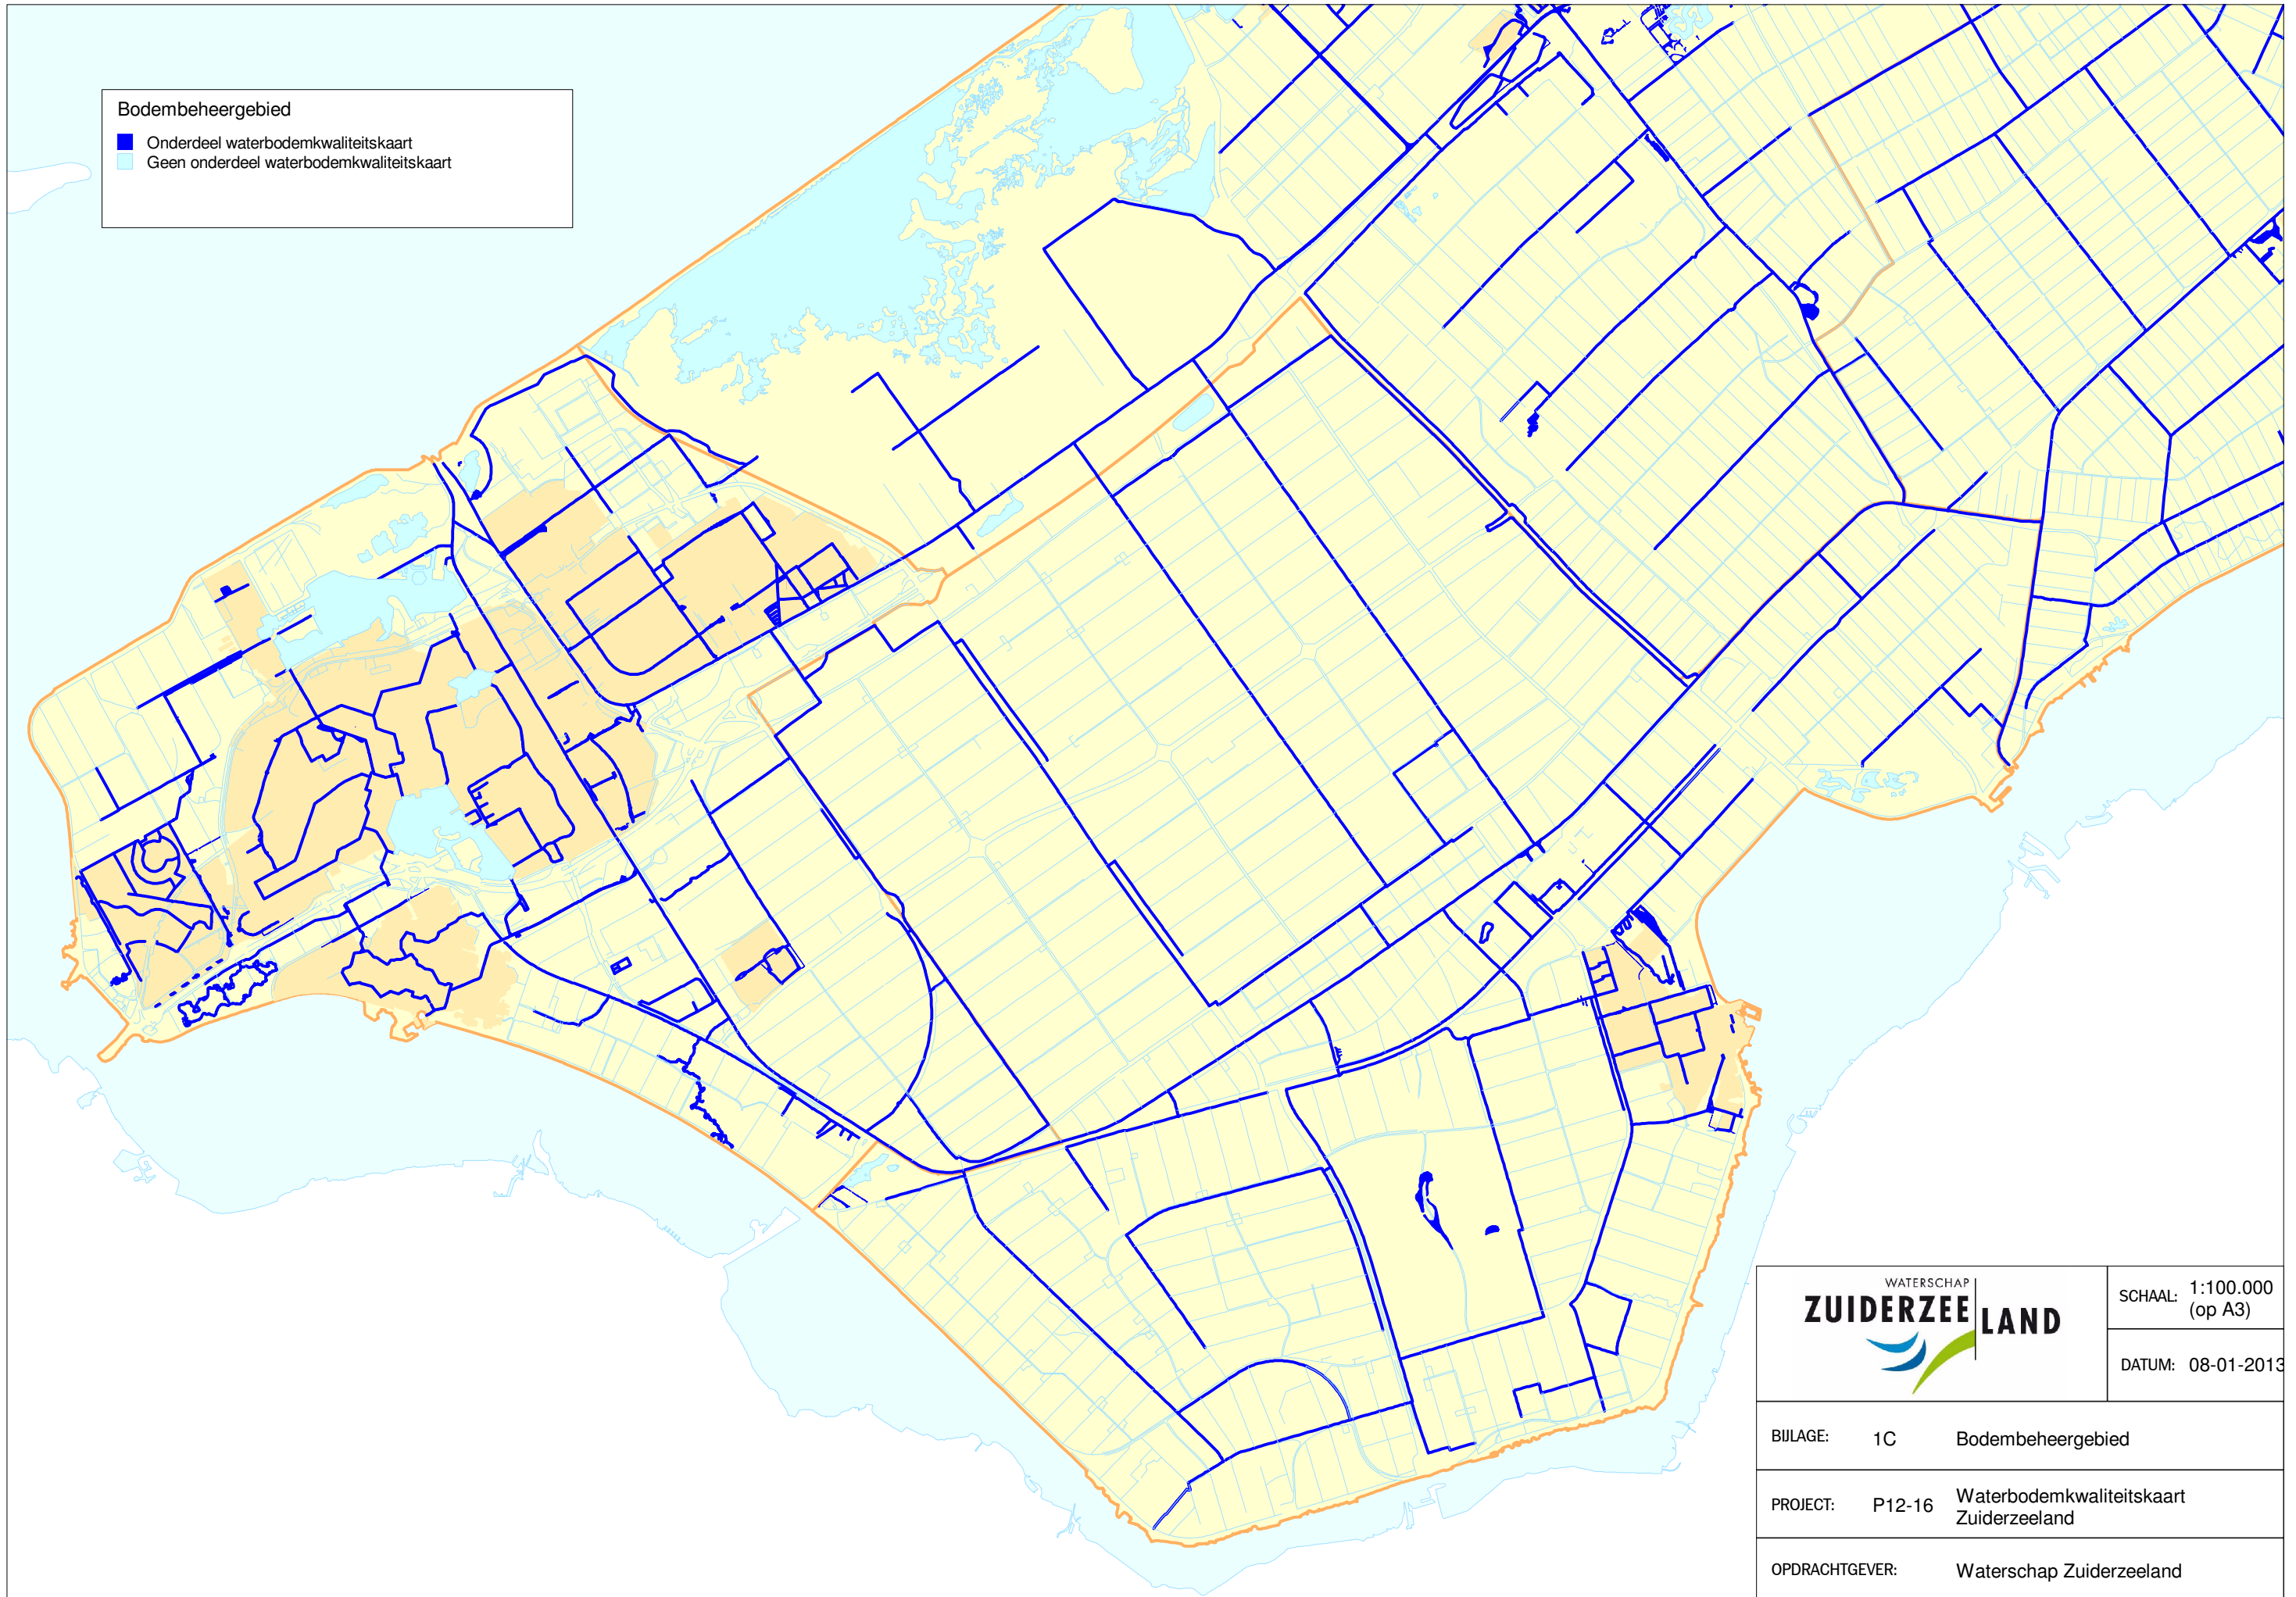 Bodembeheergebied
Onderdeel waterbodemkwaliteitskaart
Geen onderdeel waterbodemkwaliteitskaart
WATERSCHAP
ZUIDERZEE LAND
SCHAAL: 1:100.000
(op A3)
DATUM: 08-01-2013
BIJLAGE: 1C Bodembeheergebied
PROJECT: P12-16 Waterbodemkwaliteitskaart
Zuiderzeeland
OPDRACHTGEVER: Waterschap Zuiderzeeland